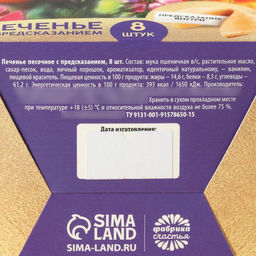 ПЕЧЕНЬЕ
ПРЕДСКАЗАНИЕМ
8
ШТУК
ПРЕДСКАЗАНИЕ
ВНУТРИ
Печенье песочное с предсказанием, 8 шт. Состав: мука пшеничная в/с, растительное масло,
сахар-песок, вода, яичный порошок, ароматизатор, идентичный натуральному, — ванилин,
пищевой краситель. Пищевая ценность в 100 г продукта: жиры – 14,6 г, белки – 8,5 г, углеводы –
61,2 г. Энергетическая ценность в 100 г продукта: 393 ккал / 1650 кДж.
Хранить в сухом прохладном месте
при температуре +18 (±5) °С и относительной влажности воздуха не более 75 %.
ТУ 9131-001-91578650-15
Дата изготовления:
SIMA
LAND
SIMA-LAND.RU
фабрика
счастья